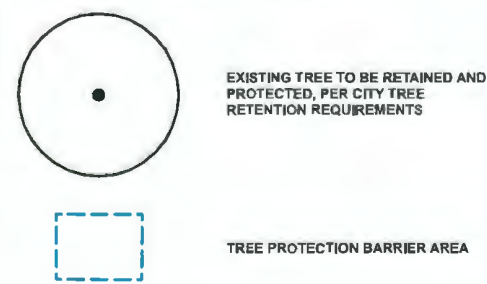 EXISTING TREE TO BE RETAINED AND
PROTECTED, PER CITY TREE
RETENTION REQUIREMENTS
TREE PROTECTION BARRIER AREA